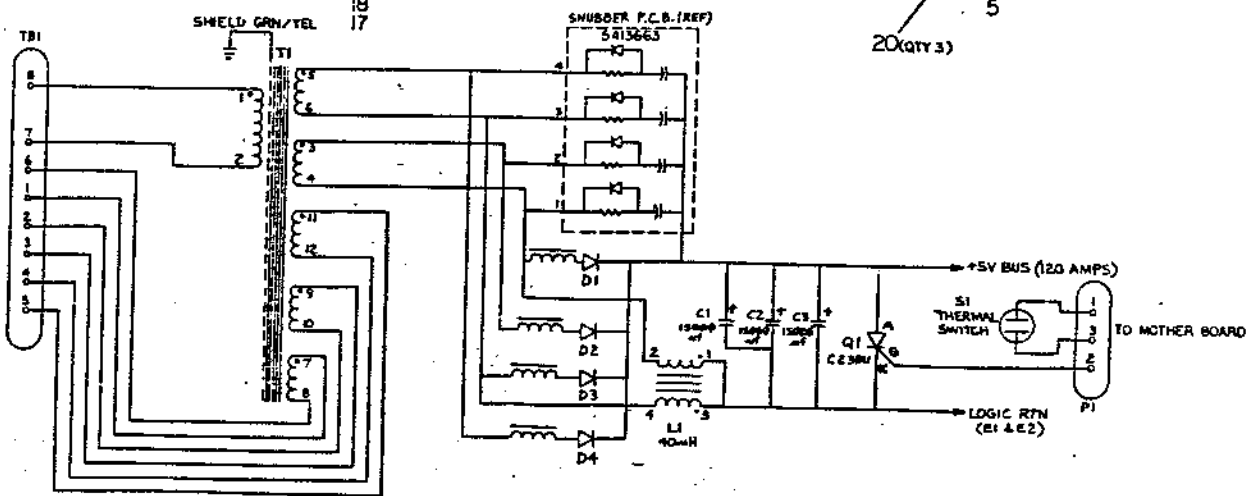 18
17
SHIELD GRN/YEL
SNUBBER P.C.B. (REF)
5413663
5
20(QTY 3)
TB1
T1
8
7
6
1
2
3
4
5
1
2
5
6
3
4
11
12
9
10
7
8
4
3
2
1
D1
D2
D3
D4
+5V BUS (120 AMPS)
C1
C2
C3
+
+
+
2
1
4
3
L1
40uH
Q1
A
G
K
S1
THERMAL
SWITCH
1
3
2
P1
TO MOTHER BOARD
LOGIC RTN
(E1 & E2)